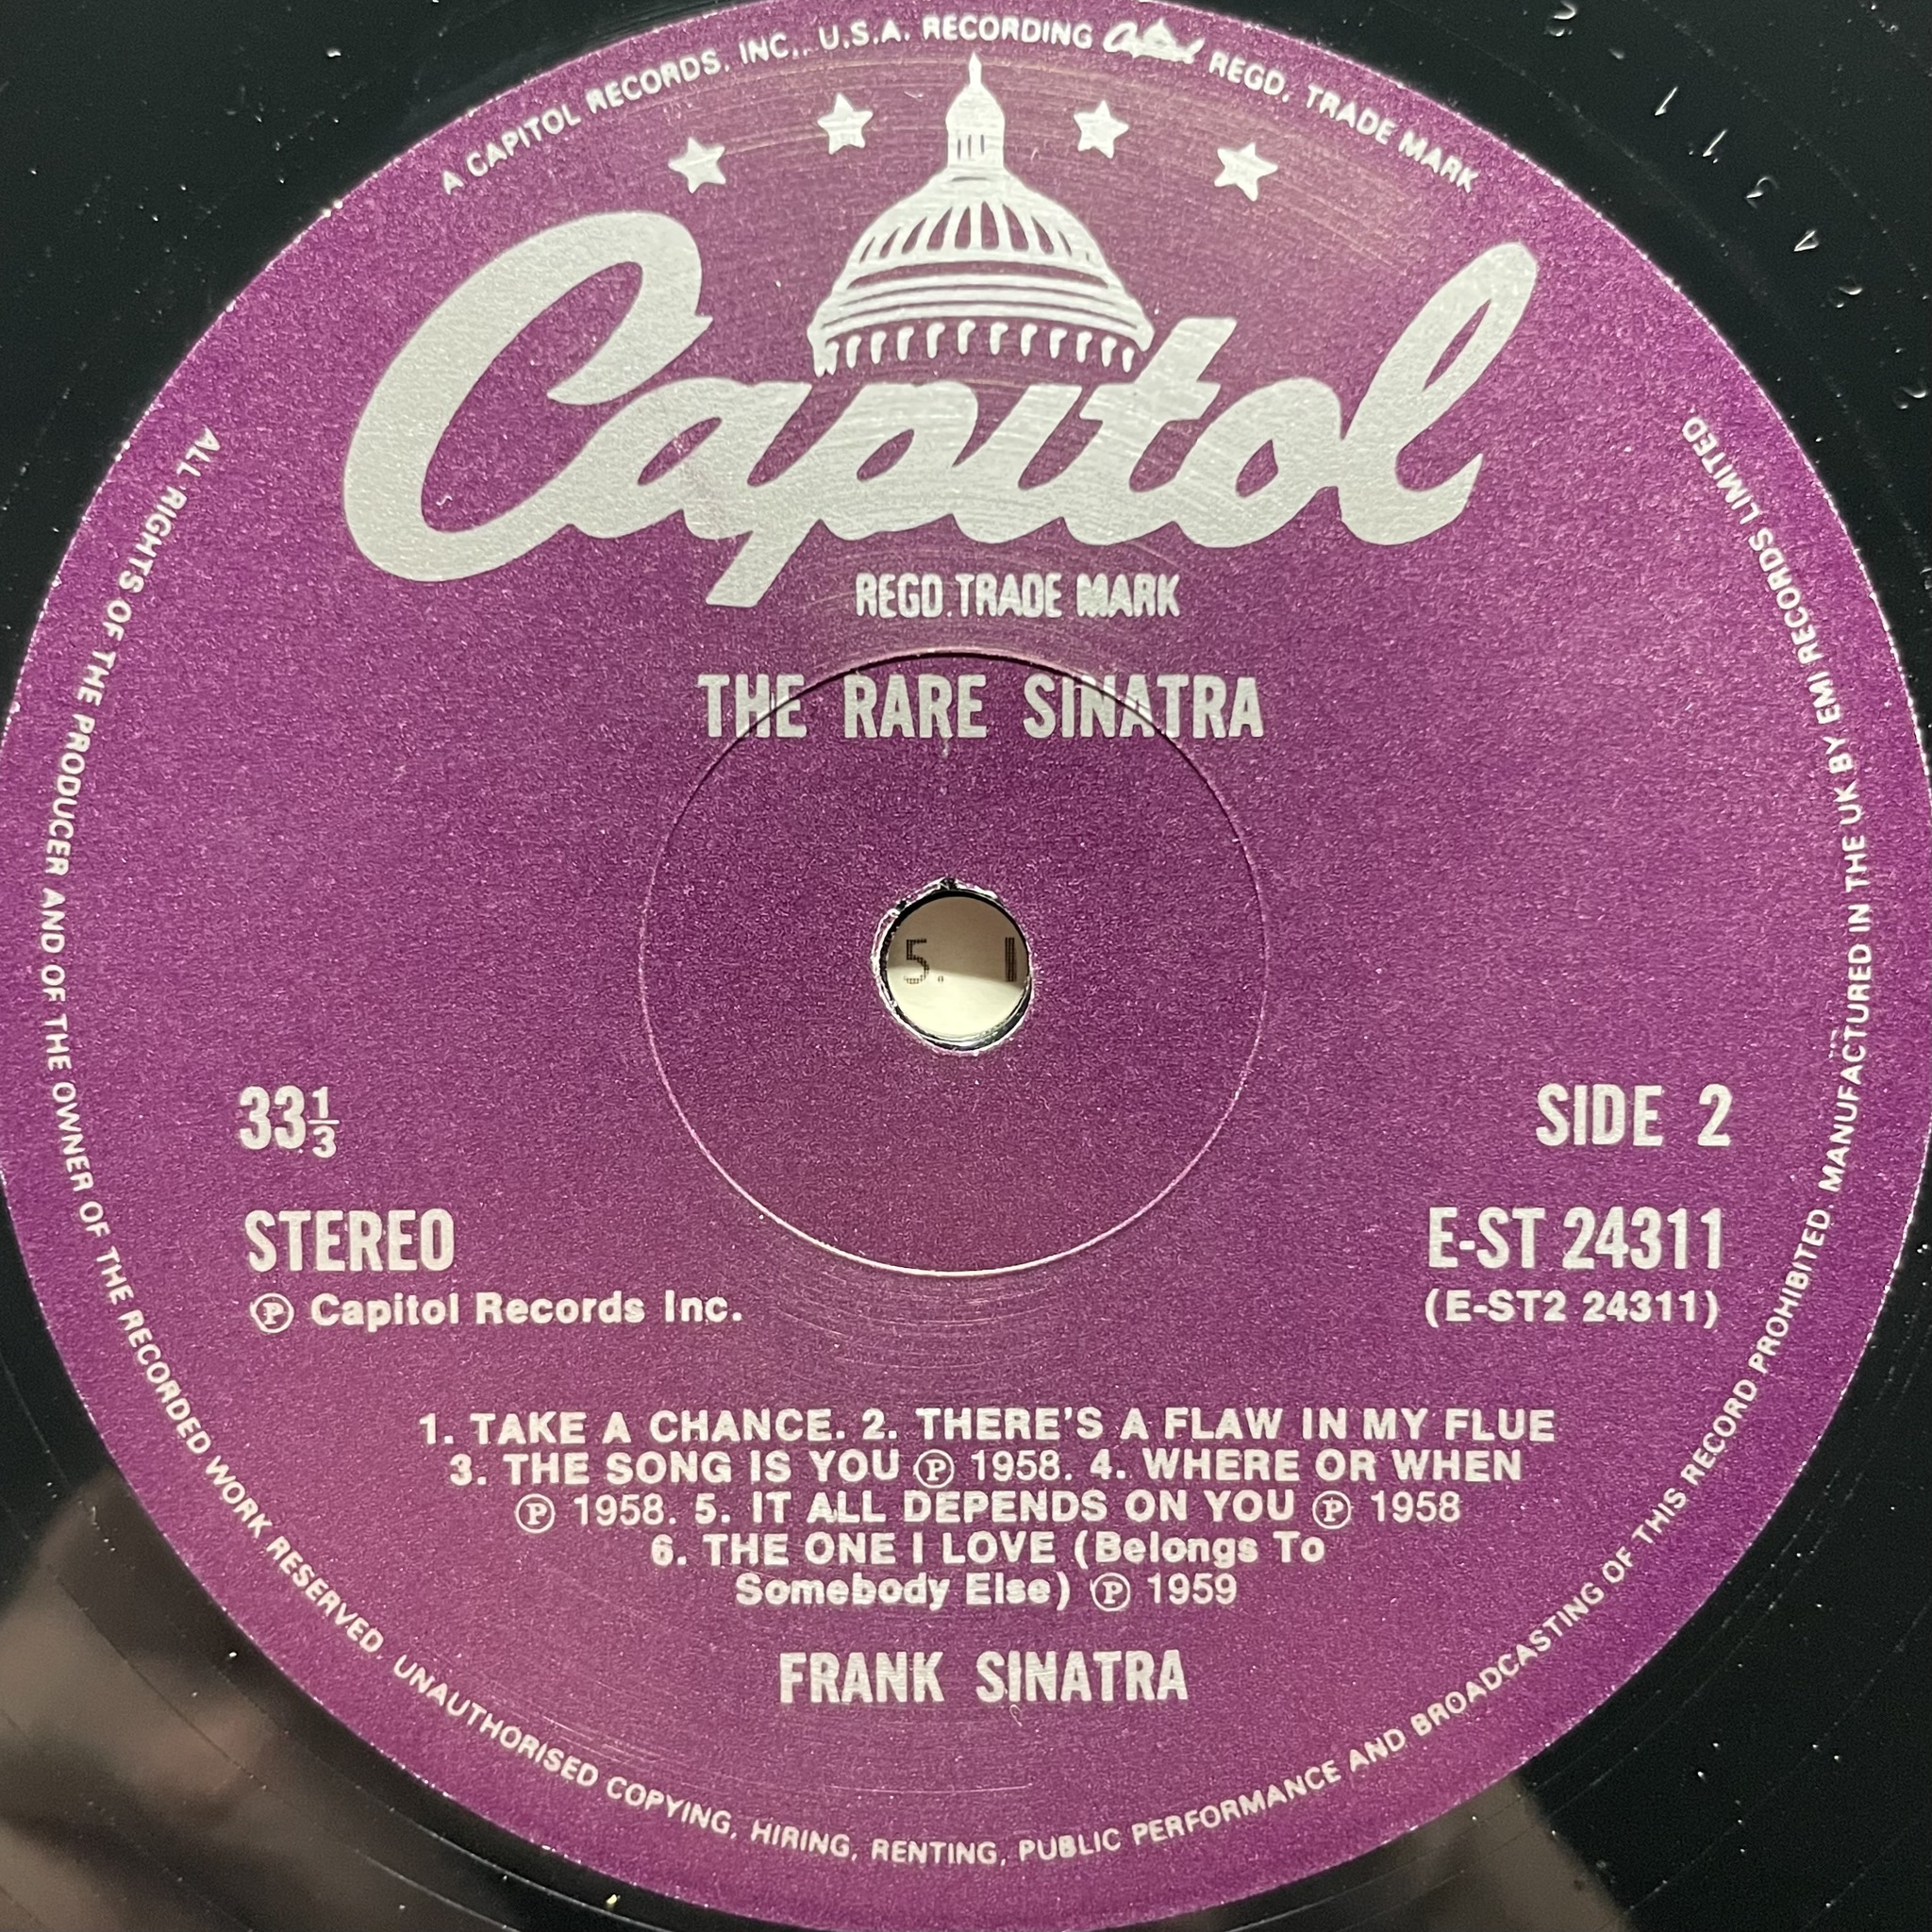 A CAPITOL RECORDS, INC., U.S.A. RECORDING Capitol REGD. TRADE MARK
Capitol
REGD. TRADE MARK
THE RARE SINATRA
5.
33⅓
SIDE 2
STEREO
E-ST 24311
Ⓟ Capitol Records Inc.
(E-ST2 24311)
1. TAKE A CHANCE. 2. THERE'S A FLAW IN MY FLUE
3. THE SONG IS YOU Ⓟ 1958. 4. WHERE OR WHEN
Ⓟ 1958. 5. IT ALL DEPENDS ON YOU Ⓟ 1958
6. THE ONE I LOVE (Belongs To
Somebody Else) Ⓟ 1959
FRANK SINATRA
ALL RIGHTS OF THE PRODUCER AND OF THE OWNER OF THE RECORDED WORK RESERVED. UNAUTHORISED COPYING, HIRING, RENTING, PUBLIC PERFORMANCE AND BROADCASTING OF THIS RECORD PROHIBITED. MANUFACTURED IN THE UK BY EMI RECORDS LIMITED